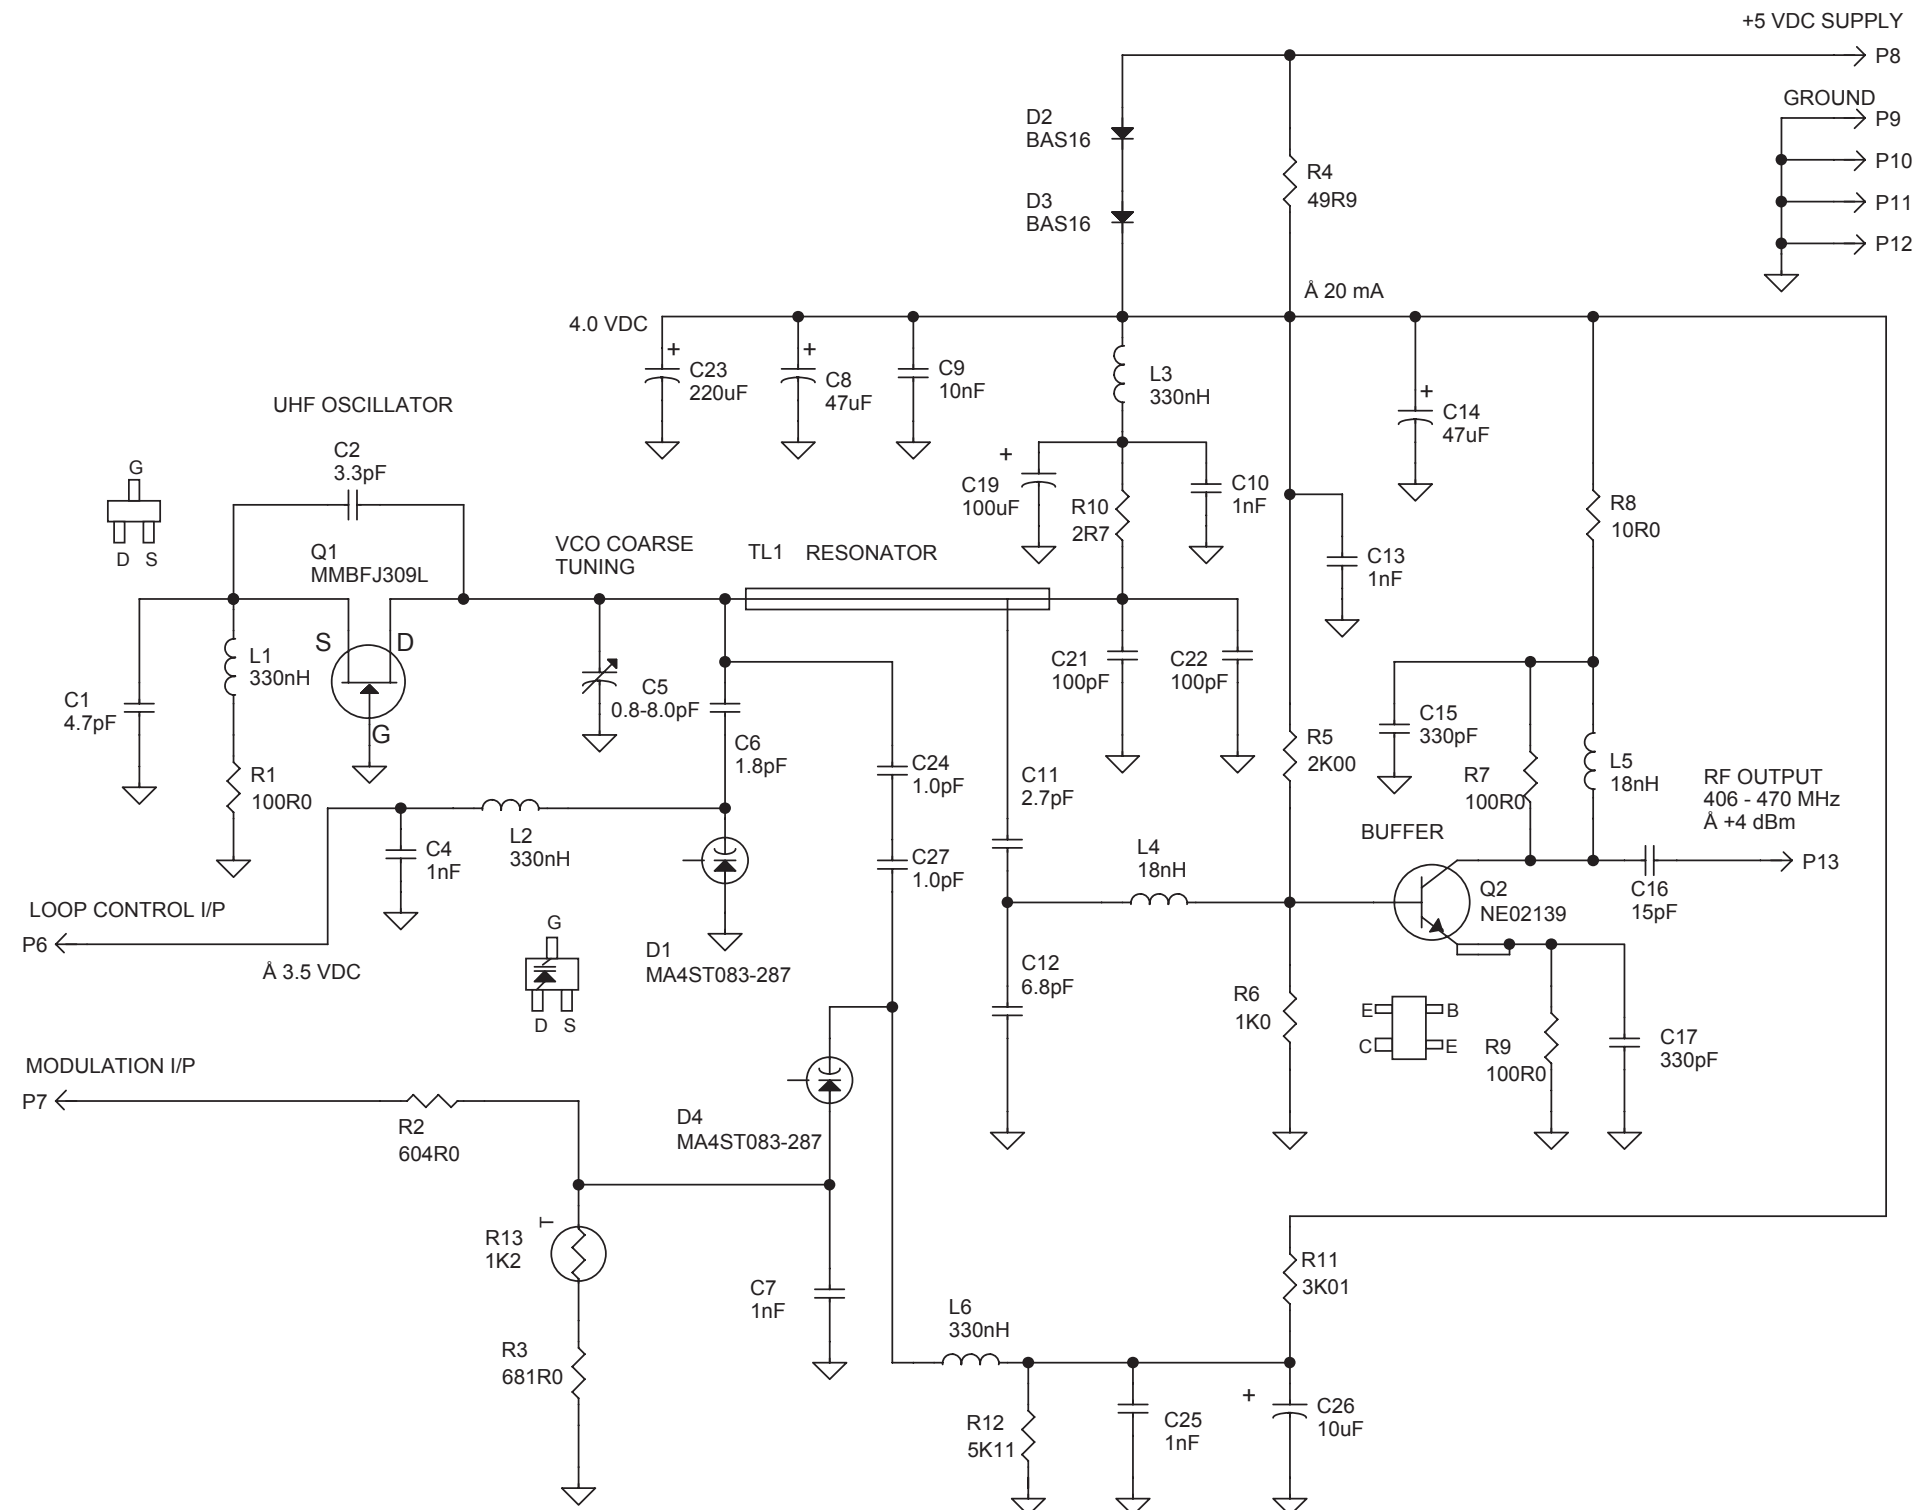 +5 VDC SUPPLY
P8
GROUND
P9
P10
P11
P12
D2
BAS16
D3
BAS16
R4
49R9
Å 20 mA
4.0 VDC
+
C23
220uF
+
C8
47uF
C9
10nF
L3
330nH
+
C14
47uF
UHF OSCILLATOR
C2
3.3pF
G
D S
Q1
MMBFJ309L
S D
G
VCO COARSE
TUNING
TL1 RESONATOR
+
C19
100uF
R10
2R7
C10
1nF
C13
1nF
R8
10R0
C1
4.7pF
L1
330nH
R1
100R0
C5
0.8-8.0pF
C6
1.8pF
C21
100pF
C22
100pF
C24
1.0pF
C27
1.0pF
C11
2.7pF
R5
2K00
C15
330pF
R7
100R0
L5
18nH
RF OUTPUT
406 - 470 MHz
Å +4 dBm
P13
BUFFER
L4
18nH
Q2
NE02139
C16
15pF
L2
330nH
C4
1nF
LOOP CONTROL I/P
P6
Å 3.5 VDC
G
D S
D1
MA4ST083-287
C12
6.8pF
R6
1K0
E B
C E
R9
100R0
C17
330pF
MODULATION I/P
P7
R2
604R0
D4
MA4ST083-287
T
R13
1K2
R3
681R0
C7
1nF
L6
330nH
R11
3K01
R12
5K11
C25
1nF
+
C26
10uF